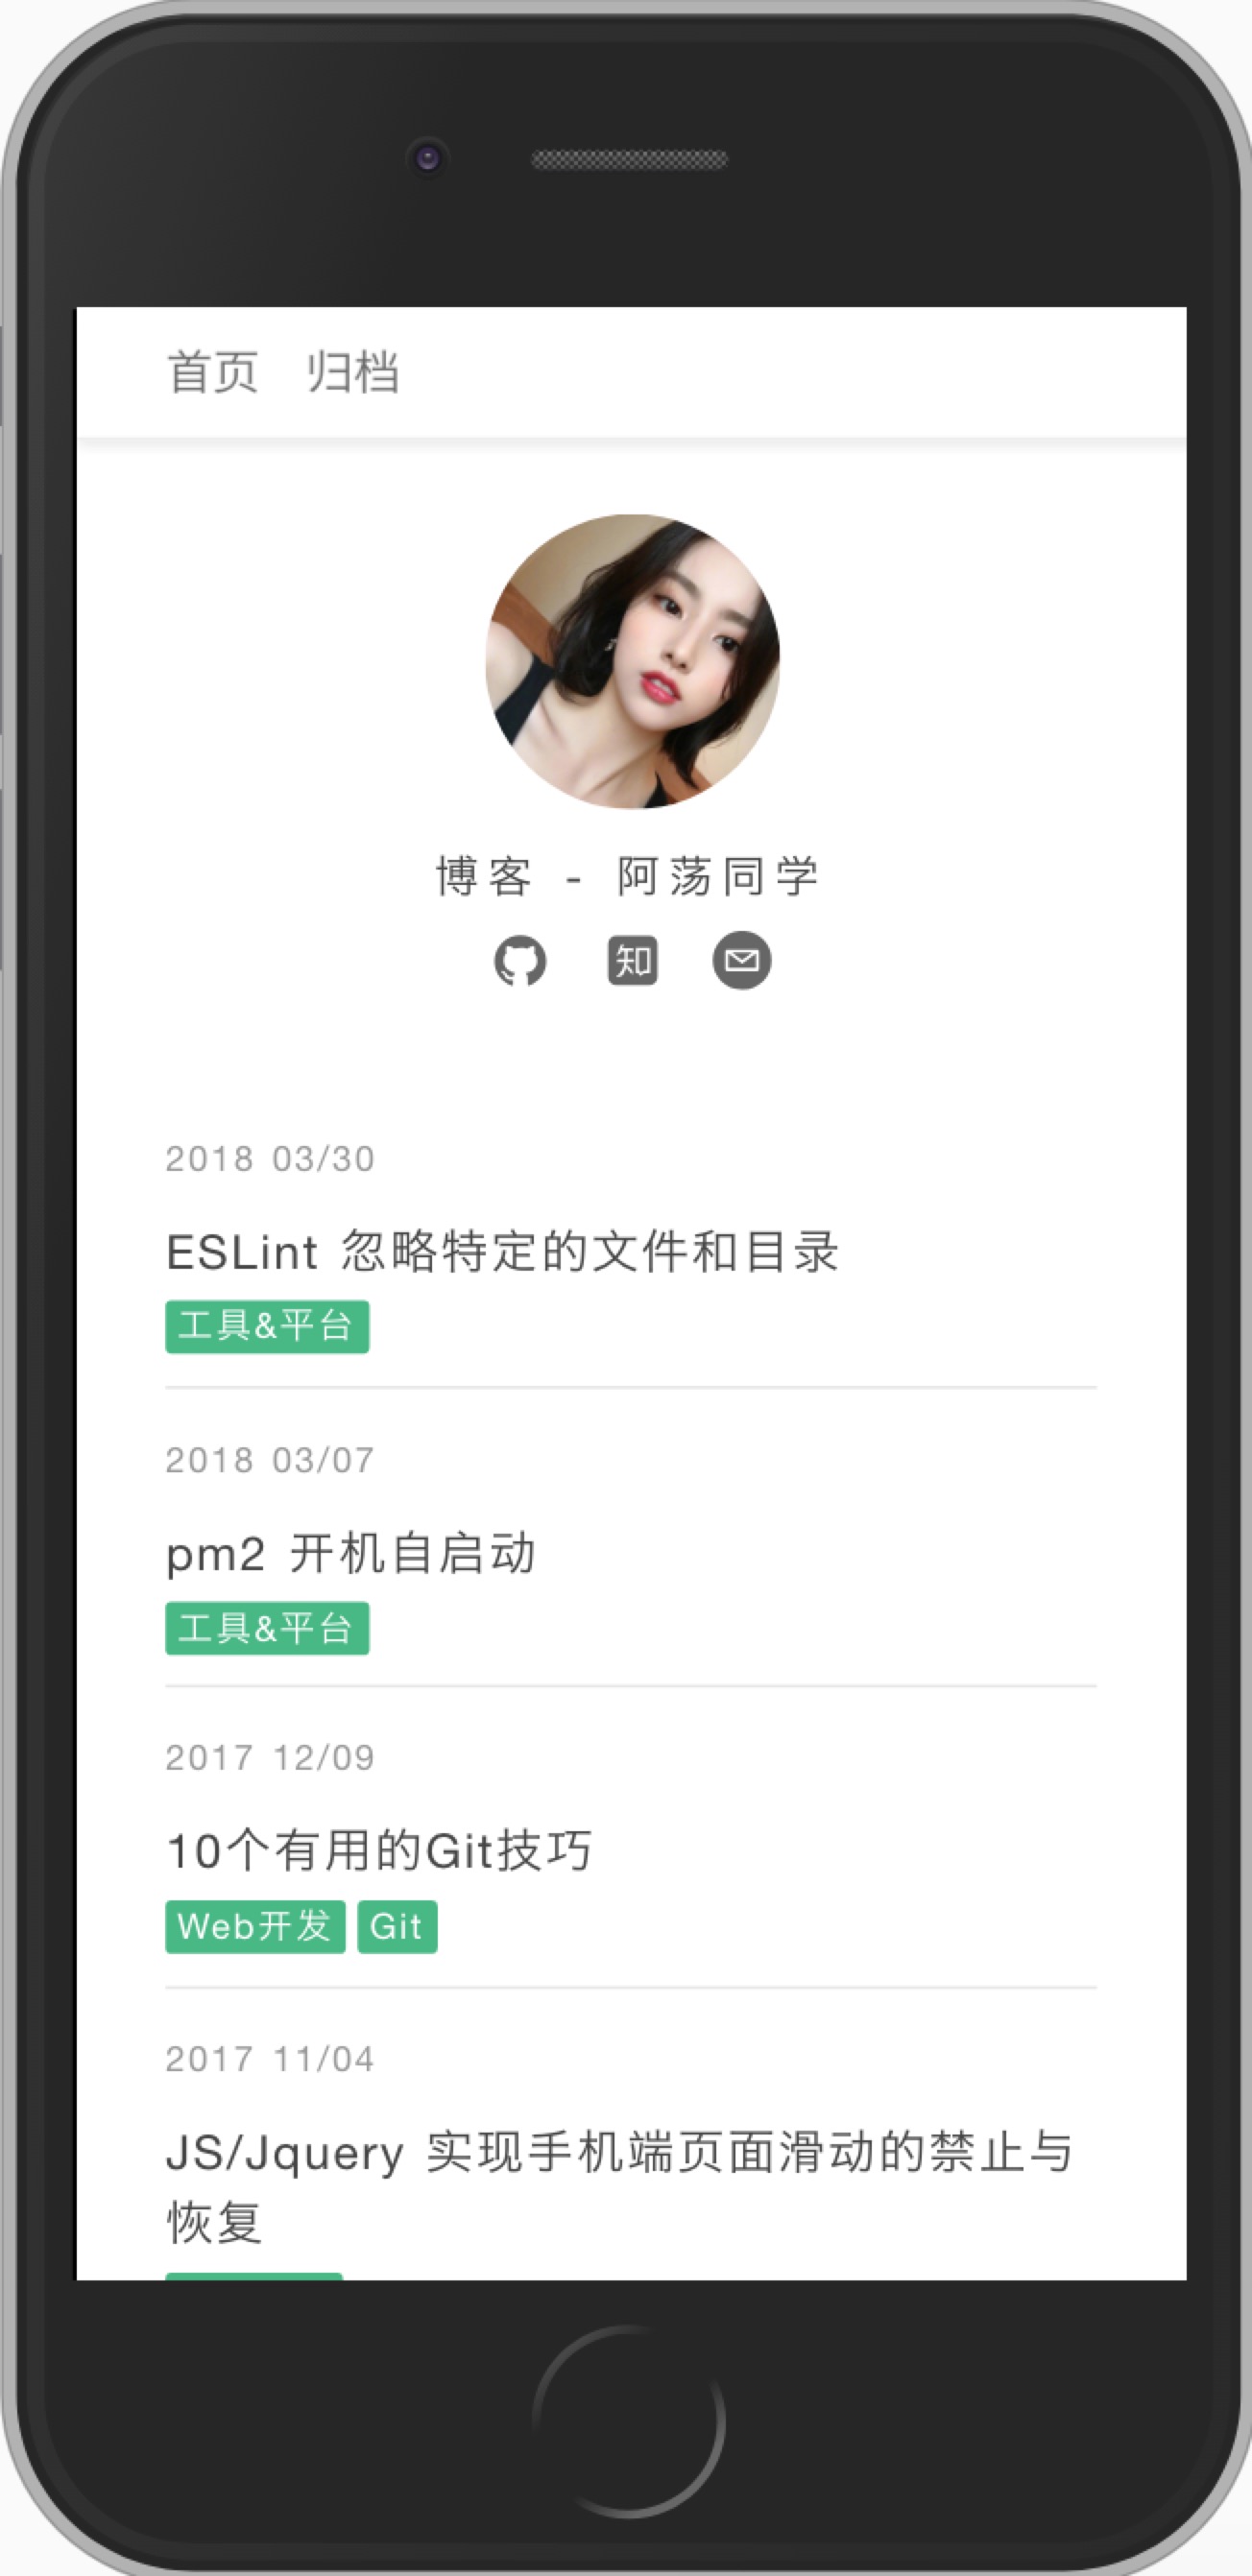 首页 归档
博客 - 阿荡同学
知
2018 03/30
ESLint 忽略特定的文件和目录
工具&平台
2018 03/07
pm2 开机自启动
工具&平台
2017 12/09
10个有用的Git技巧
Web开发 Git
2017 11/04
JS/Jquery 实现手机端页面滑动的禁止与
恢复